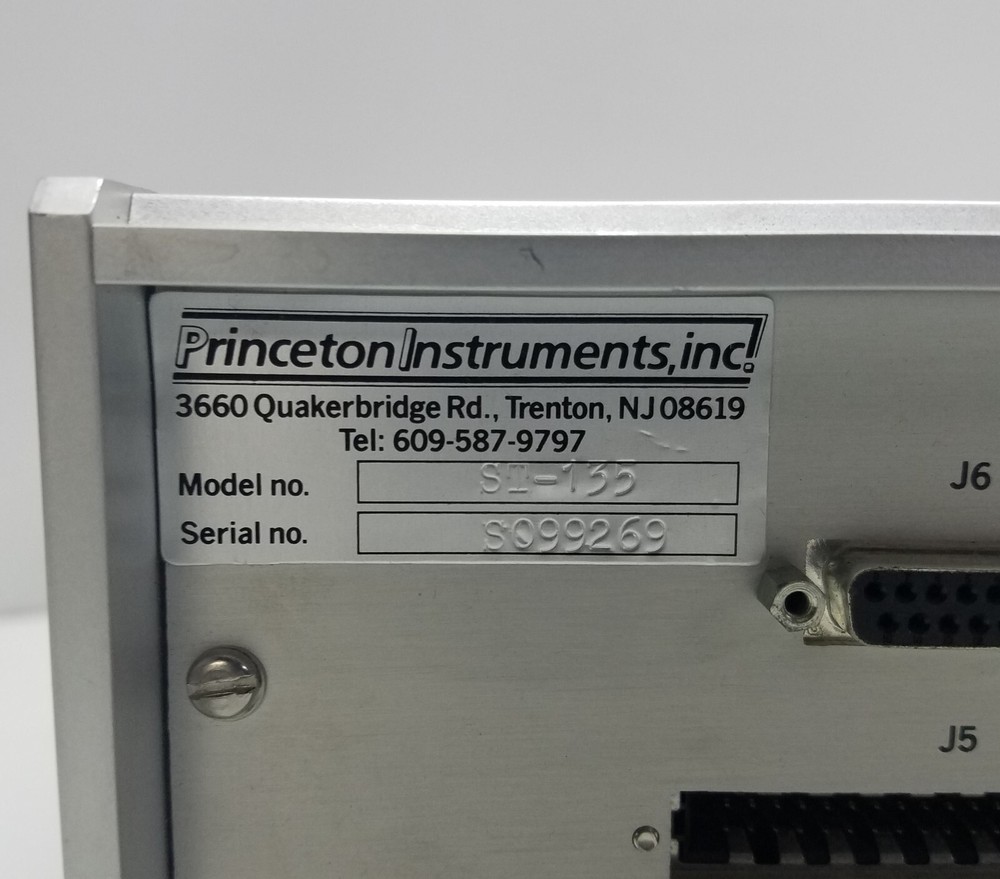 Princeton Instruments, inc!
3660 Quakerbridge Rd., Trenton, NJ 08619
Tel: 609-587-9797
Model no. ST-135
Serial no. S099269
J6
J5